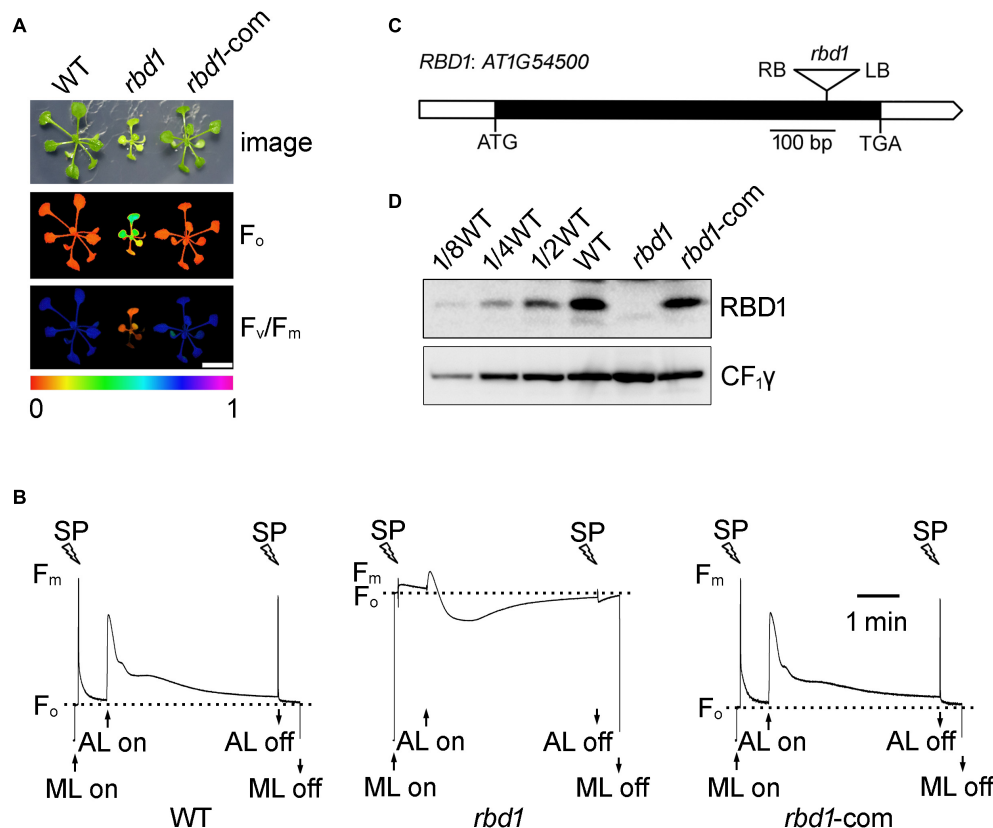 A
WT rbd1 rbd1-com
image
Fo
Fv/Fm
0 1
C
RBD1: AT1G54500
rbd1
RB LB
ATG 100 bp TGA
D
1/8WT 1/4WT 1/2WT WT rbd1 rbd1-com
RBD1
CF1γ
B
SP SP SP SP SP SP
Fm Fm Fm
Fo
1 min
Fo Fo
AL on AL off AL on AL off AL on AL off
ML on ML off ML on ML off ML on ML off
WT rbd1 rbd1-com